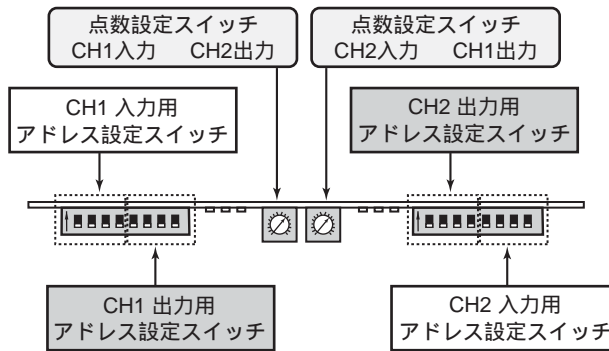 点数設定スイッチ
CH1入力 CH2出力
点数設定スイッチ
CH2入力 CH1出力
CH1 入力用
アドレス設定スイッチ
CH2 出力用
アドレス設定スイッチ
CH1 出力用
アドレス設定スイッチ
CH2 入力用
アドレス設定スイッチ